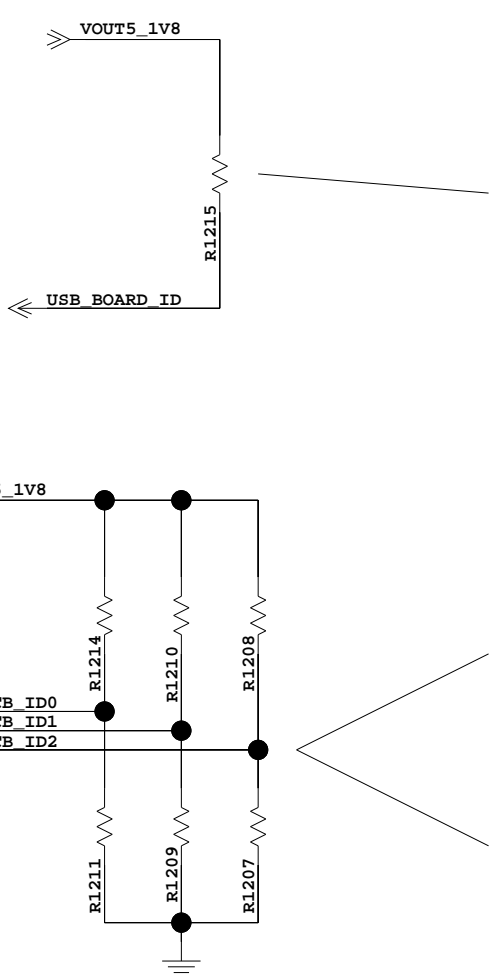 VOUT5_1V8
R1215
USB_BOARD_ID
_1V8
R1214
R1210
R1208
B_ID0
B_ID1
B_ID2
R1211
R1209
R1207